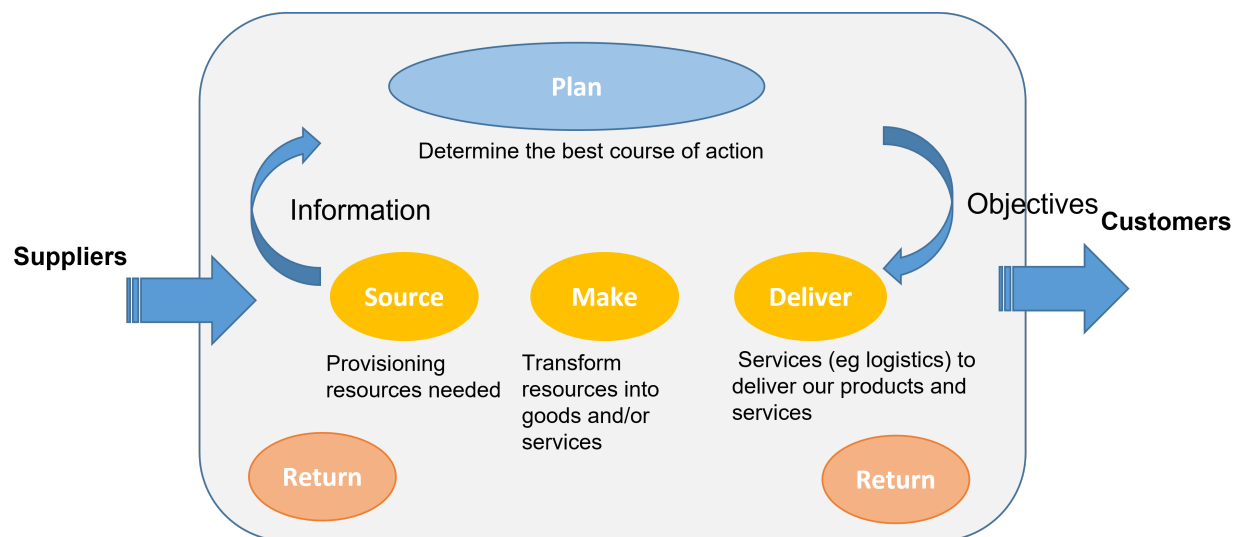 Plan
Determine the best course of action
Information
Objectives
Customers
Suppliers
Source
Make
Deliver
Provisioning
resources needed
Transform
resources into
goods and/or
services
Services (eg logistics) to
deliver our products and
services
Return
Return